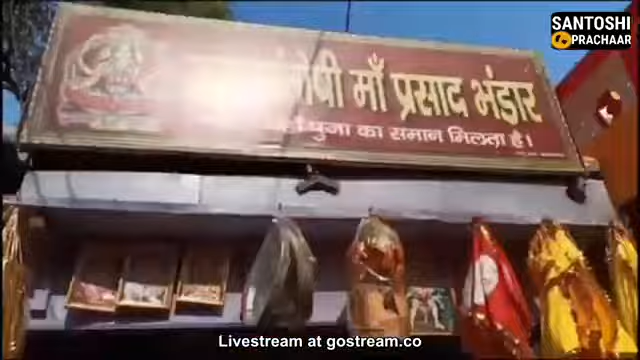 SANTOSHI
PRACHAAR
माँ प्रसाद भंडार
पुजा का समान मिलता है।
Livestream at gostream.co